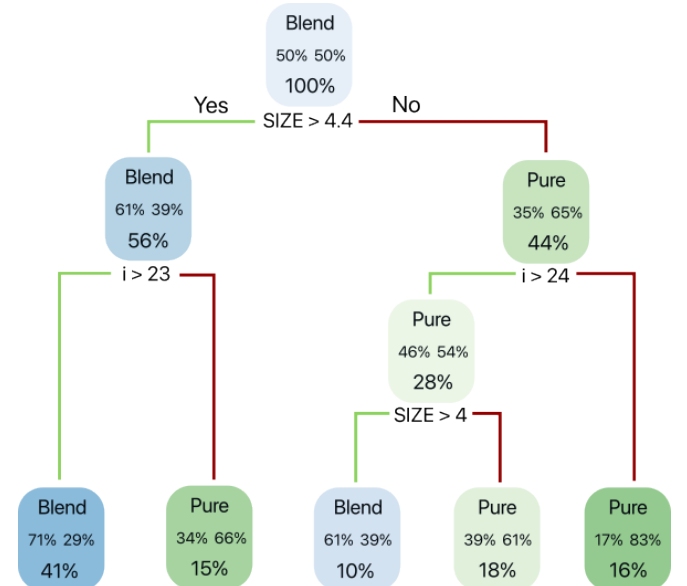 Blend
50% 50%
100%
Yes
No
SIZE > 4.4
Blend
61% 39%
56%
Pure
35% 65%
44%
i > 23
i > 24
Pure
46% 54%
28%
SIZE > 4
Blend
71% 29%
41%
Pure
34% 66%
15%
Blend
61% 39%
10%
Pure
39% 61%
18%
Pure
17% 83%
16%